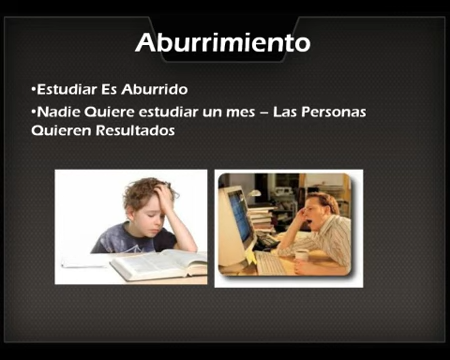 Aburrimiento
•Estudiar Es Aburrido
•Nadie Quiere estudiar un mes – Las Personas
Quieren Resultados